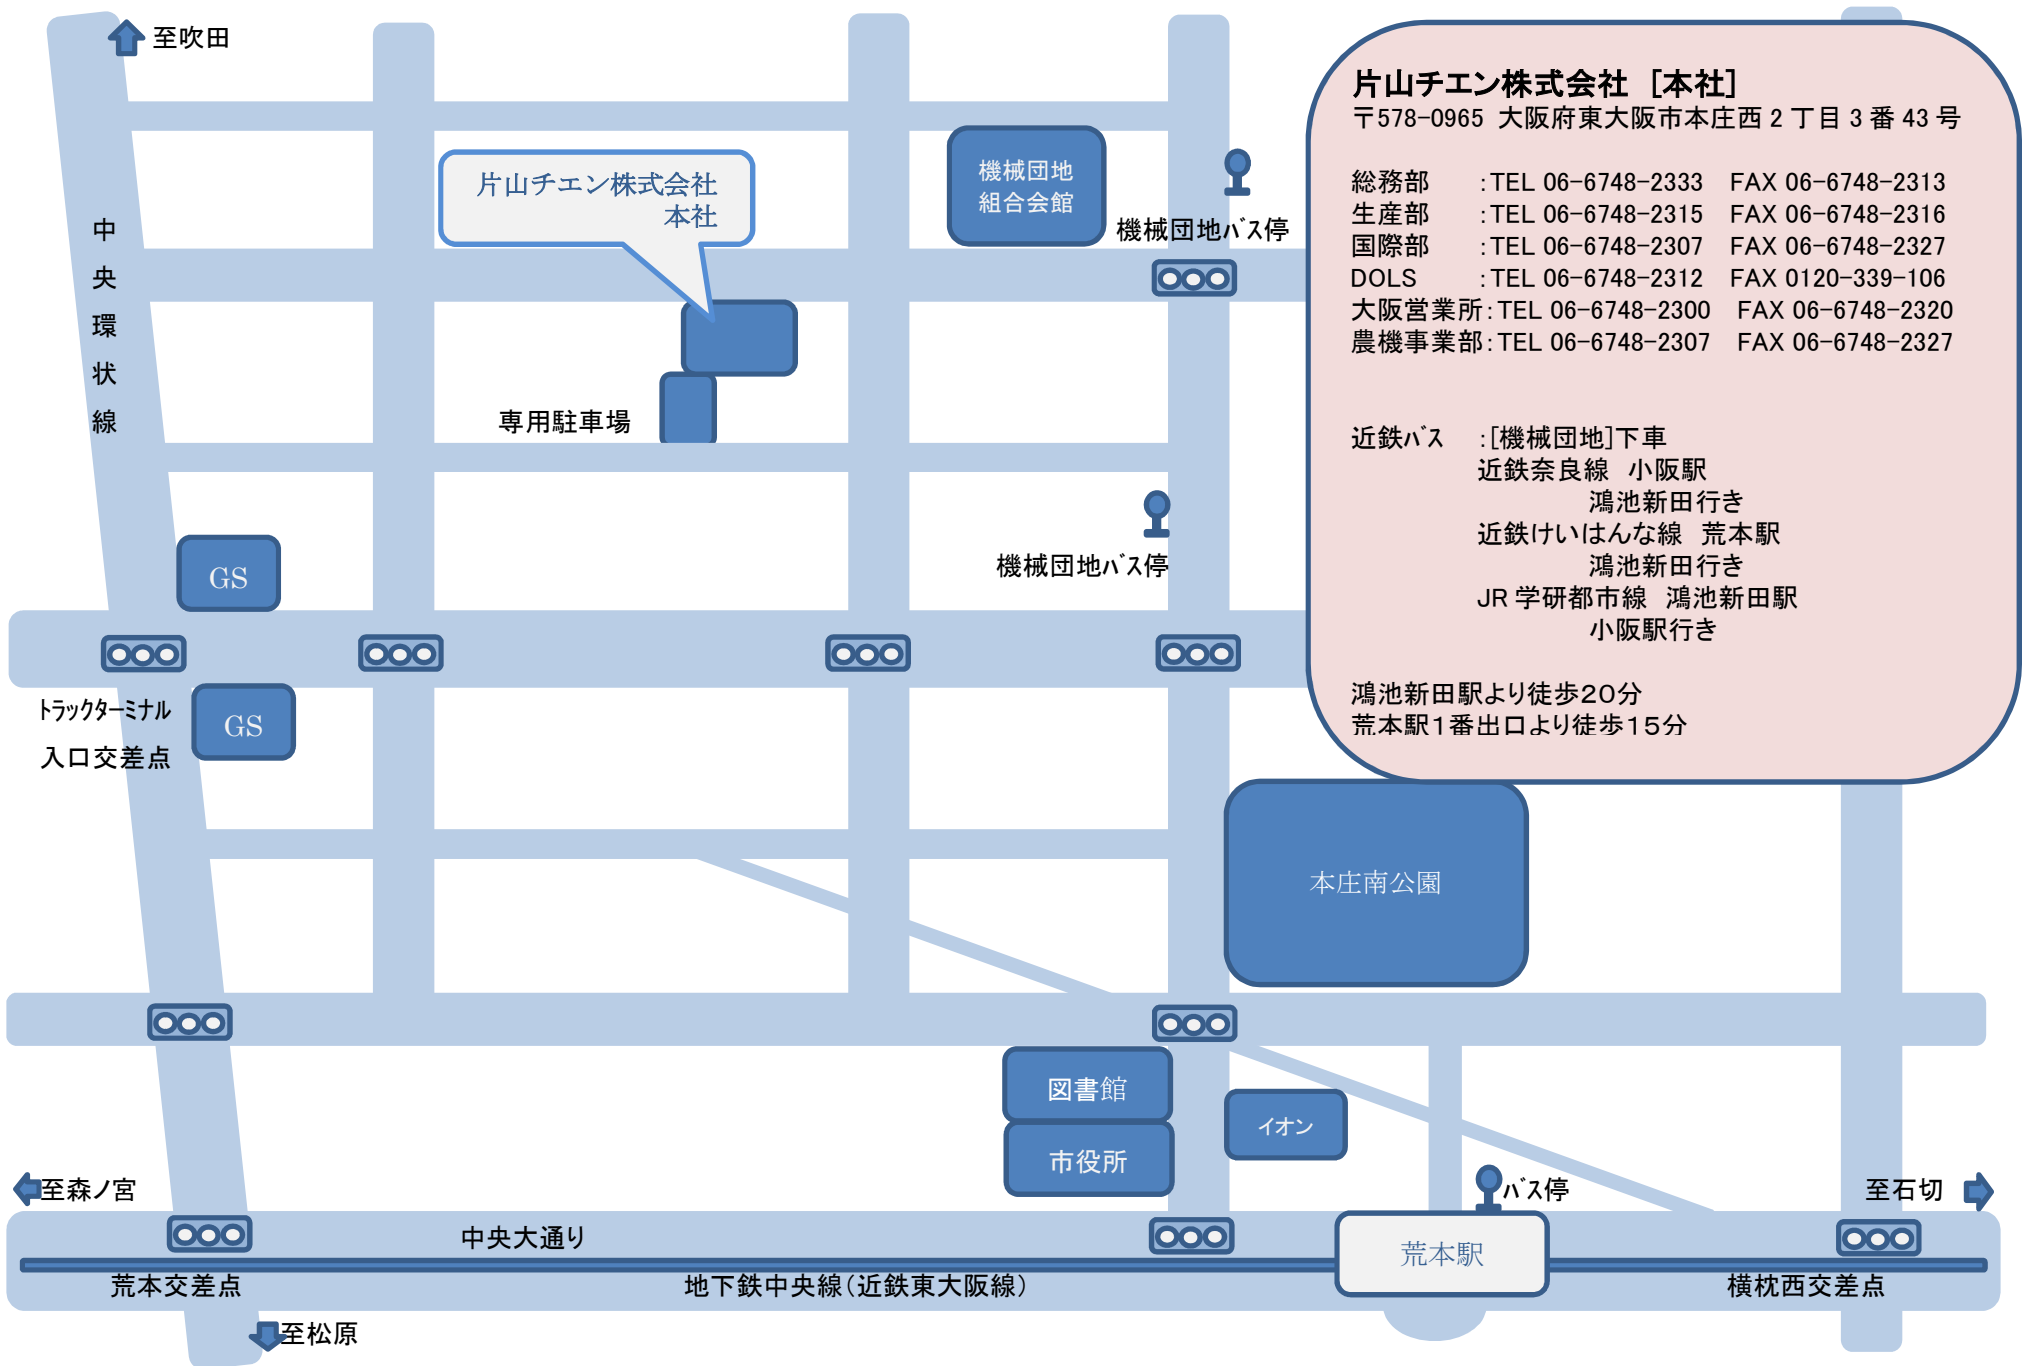 至吹田
片山チエン株式会社 [本社]
〒578-0965 大阪府東大阪市本庄西2丁目3番43号
総務部 :TEL 06-6748-2333 FAX 06-6748-2313
生産部 :TEL 06-6748-2315 FAX 06-6748-2316
国際部 :TEL 06-6748-2307 FAX 06-6748-2327
DOLS :TEL 06-6748-2312 FAX 0120-339-106
大阪営業所:TEL 06-6748-2300 FAX 06-6748-2320
農機事業部:TEL 06-6748-2307 FAX 06-6748-2327
近鉄ﾊﾞｽ :[機械団地]下車
近鉄奈良線 小阪駅
鴻池新田行き
近鉄けいはんな線 荒本駅
鴻池新田行き
JR学研都市線 鴻池新田駅
小阪駅行き
鴻池新田駅より徒歩20分
荒本駅1番出口より徒歩15分
片山チエン株式会社
本社
機械団地
組合会館
機械団地ﾊﾞｽ停
中央環状線
専用駐車場
機械団地ﾊﾞｽ停
GS
GS
ﾄﾗｯｸﾀｰﾐﾅﾙ
入口交差点
本庄南公園
図書館
市役所
イオン
至森ノ宮
ﾊﾞｽ停
至石切
中央大通り
荒本駅
荒本交差点
地下鉄中央線(近鉄東大阪線)
横枕西交差点
至松原